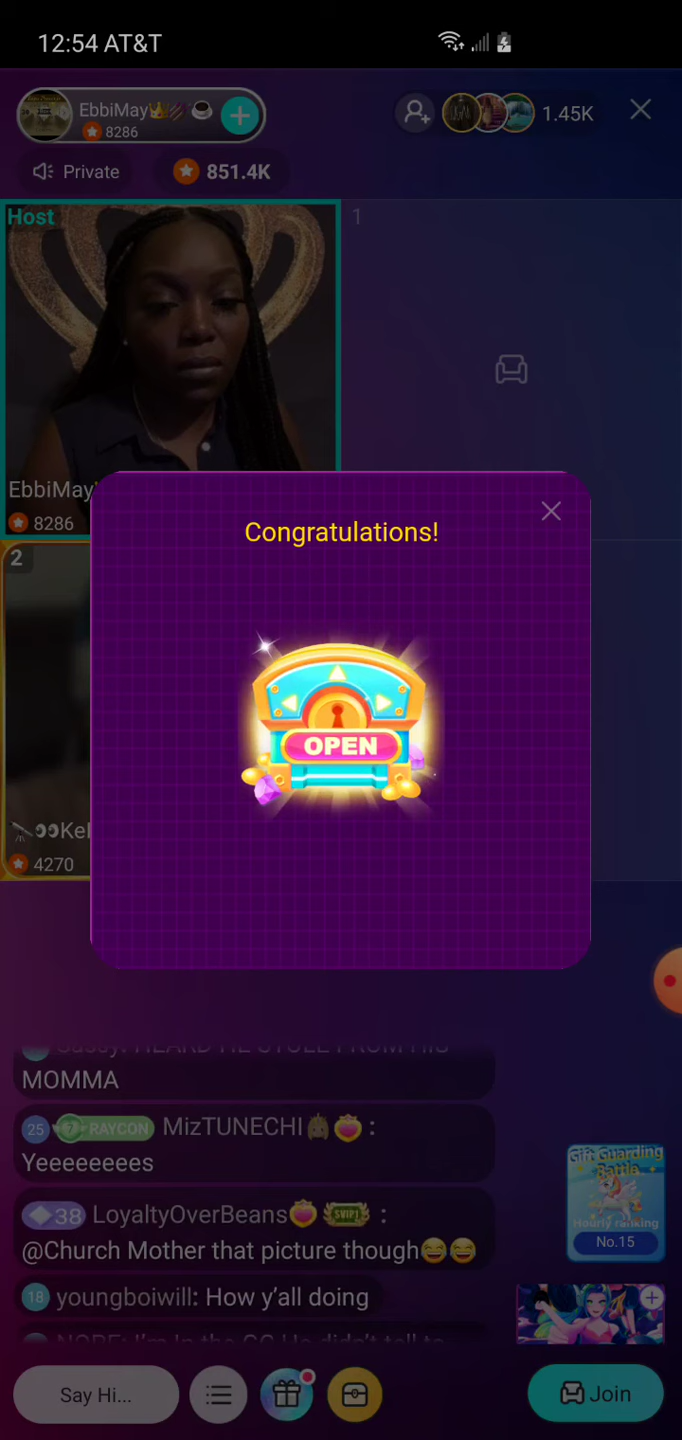 12:54 AT&T
EbbiMay
8286
1.45K
Private
851.4K
Host
1
EbbiMay
8286
Congratulations!
2
OPEN
Kel
4270
MOMMA
25 RAYCON MizTUNECHI :
Yeeeeeeees
38 LoyaltyOverBeans SWIP1 :
@Church Mother that picture though
18 youngboiwill: How y'all doing
Gift Guarding
Battle
Hourly ranking
No.15
Say Hi...
Join